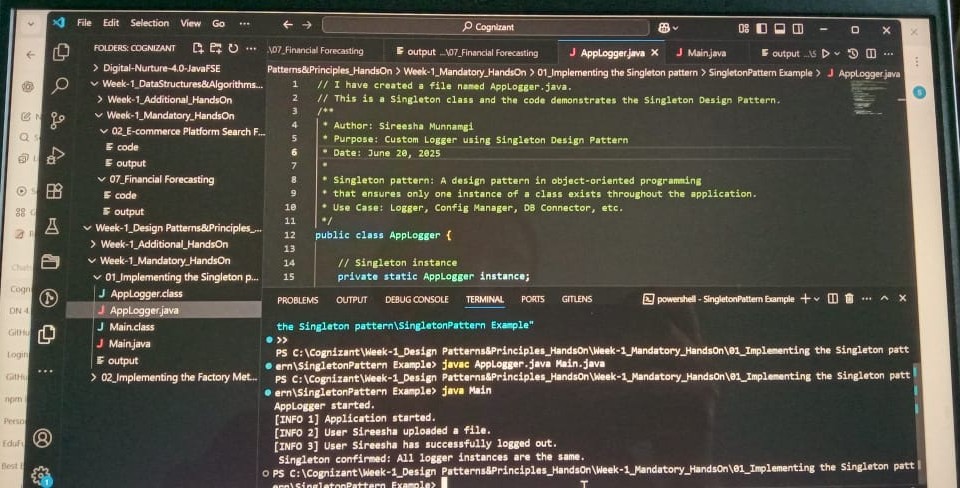 File Edit Selection View Go ...
Cognizant
FOLDERS: COGNIZANT
Digital-Nurture-4.0-JavaFSE
Week-1_DataStructures&Algorithms...
Week-1_Additional_HandsOn
Week-1_Mandatory_HandsOn
02_E-commerce Platform Search F...
code
output
07_Financial Forecasting
code
output
Week-1_Design Patterns&Principles_...
Week-1_Additional_HandsOn
Week-1_Mandatory_HandsOn
01_Implementing the Singleton p...
AppLogger.class
AppLogger.java
Main.class
Main.java
output
02_Implementing the Factory Met...
..\07_Financial Forecasting
output ...\07_Financial Forecasting
AppLogger.java
Main.java
output ...\S
Patterns&Principles_HandsOn > Week-1_Mandatory_HandsOn > 01_Implementing the Singleton pattern > SingletonPattern Example > AppLogger.java
1 // I have created a file named AppLogger.java.
2 // This is a Singleton class and the code demonstrates the Singleton Design Pattern.
3 /**
4 * Author: Sireesha Munnamgi
5 * Purpose: Custom Logger using Singleton Design Pattern
6 * Date: June 20, 2025
7 *
8 * Singleton pattern: A design pattern in object-oriented programming
9 * that ensures only one instance of a class exists throughout the application.
10 * Use Case: Logger, Config Manager, DB Connector, etc.
11 */
12 public class AppLogger {
13
14 // Singleton instance
15 private static AppLogger instance;
PROBLEMS OUTPUT DEBUG CONSOLE TERMINAL PORTS GITLENS
powershell - SingletonPattern Example
the Singleton pattern\SingletonPattern Example"
>>
PS C:\Cognizant\Week-1_Design Patterns&Principles_HandsOn\Week-1_Mandatory_HandsOn\01_Implementing the Singleton patt
ern\SingletonPattern Example> javac AppLogger.java Main.java
PS C:\Cognizant\Week-1_Design Patterns&Principles_HandsOn\Week-1_Mandatory_HandsOn\01_Implementing the Singleton patt
ern\SingletonPattern Example> java Main
AppLogger started.
[INFO 1] Application started.
[INFO 2] User Sireesha uploaded a file.
[INFO 3] User Sireesha has successfully logged out.
Singleton confirmed: All logger instances are the same.
PS C:\Cognizant\Week-1_Design Patterns&Principles_HandsOn\Week-1_Mandatory_HandsOn\01_Implementing the Singleton patt
ern\SingletonPattern Example>
Chats
Cogni
DN 4.
GitHu
Login
GitHu
npm i
Perso
EduFu
Best E